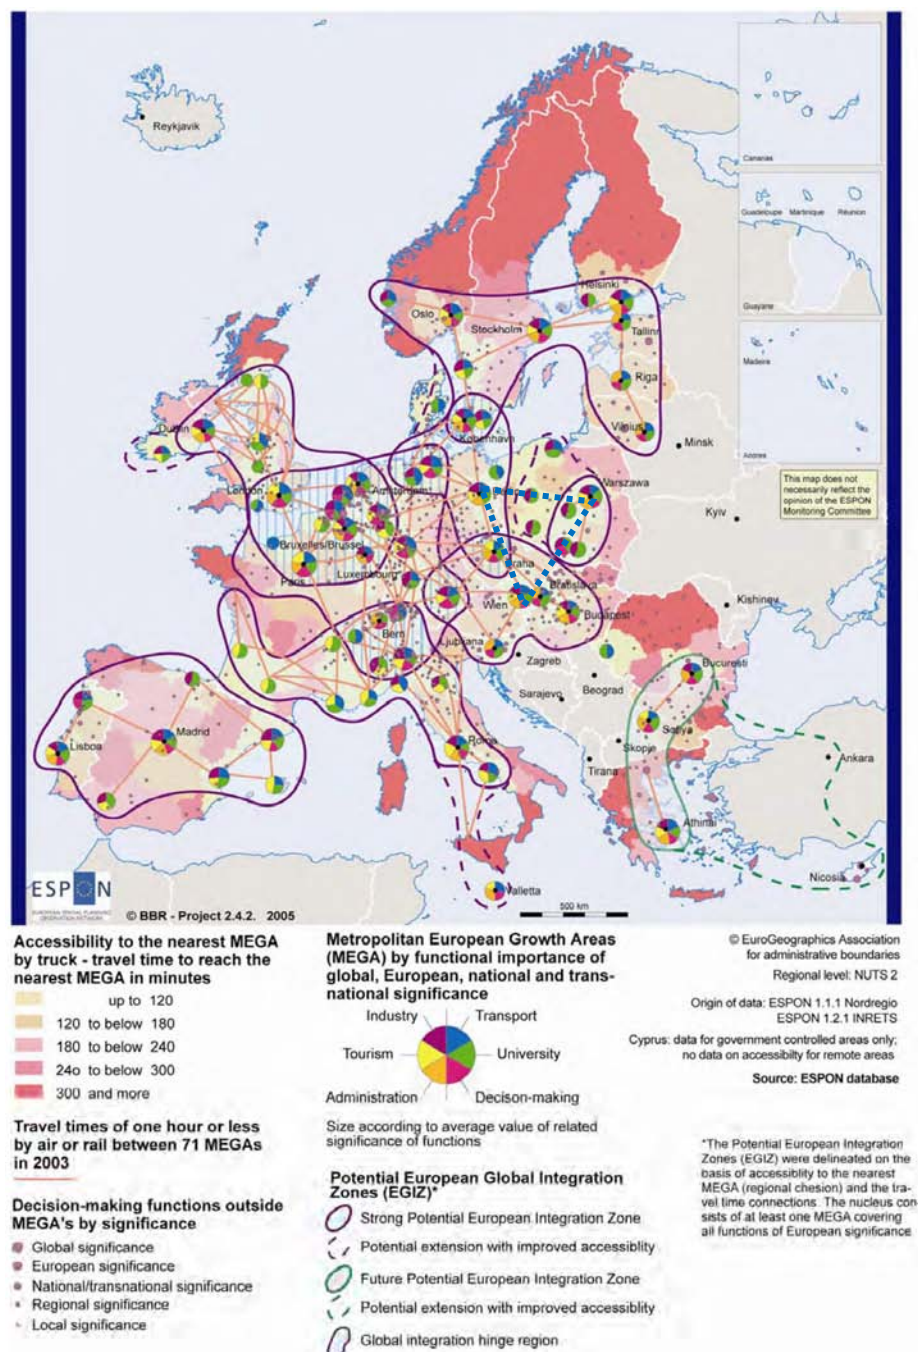 Reykjavik
Canarias
Guadeloupe Martinique Réunion
Guayane
Madeira
Helsinki
Oslo
Stockholm
Tallinn
Riga
Vilnius
Minsk
Dublin
København
This map does not
necessarily reflect the
opinion of the ESPON
Monitoring Committee
London
Amsterdam
Warszawa
Kyiv
Bruxelles/Brussel
Praha
Paris
Luxembourg
Bratislava
Wien
Budapest
Kishinev
Bern
Ljubljana
Zagreb
Bucuresti
Beograd
Sarajevo
Lisboa
Madrid
Roma
Sofiya
Skopje
Tirana
Ankara
Athinai
Nicosia
Valletta
ESPON
© BBR - Project 2.4.2. 2005
500 km
Accessibility to the nearest MEGA
by truck - travel time to reach the
nearest MEGA in minutes
up to 120
120 to below 180
180 to below 240
24o to below 300
300 and more
Travel times of one hour or less
by air or rail between 71 MEGAs
in 2003
Decision-making functions outside
MEGA's by significance
Global significance
European significance
National/transnational significance
Regional significance
Local significance
Metropolitan European Growth Areas
(MEGA) by functional importance of
global, European, national and trans-
national significance
Industry
Transport
Tourism
University
Administration
Decison-making
Size according to average value of related
significance of functions
Potential European Global Integration
Zones (EGIZ)*
Strong Potential European Integration Zone
Potential extension with improved accessiblity
Future Potential European Integration Zone
Potential extension with improved accessiblity
Global integration hinge region
© EuroGeographics Association
for administrative boundaries
Regional level: NUTS 2
Origin of data: ESPON 1.1.1 Nordregio
ESPON 1.2.1 INRETS
Cyprus: data for government controlled areas only;
no data on accessibilty for remote areas
Source: ESPON database
*The Potential European Integration
Zones (EGIZ) were delineated on the
basis of accessiblity to the nearest
MEGA (regional chesion) and the tra-
vel time connections. The nucleus con-
sists of at least one MEGA covering
all functions of European significance